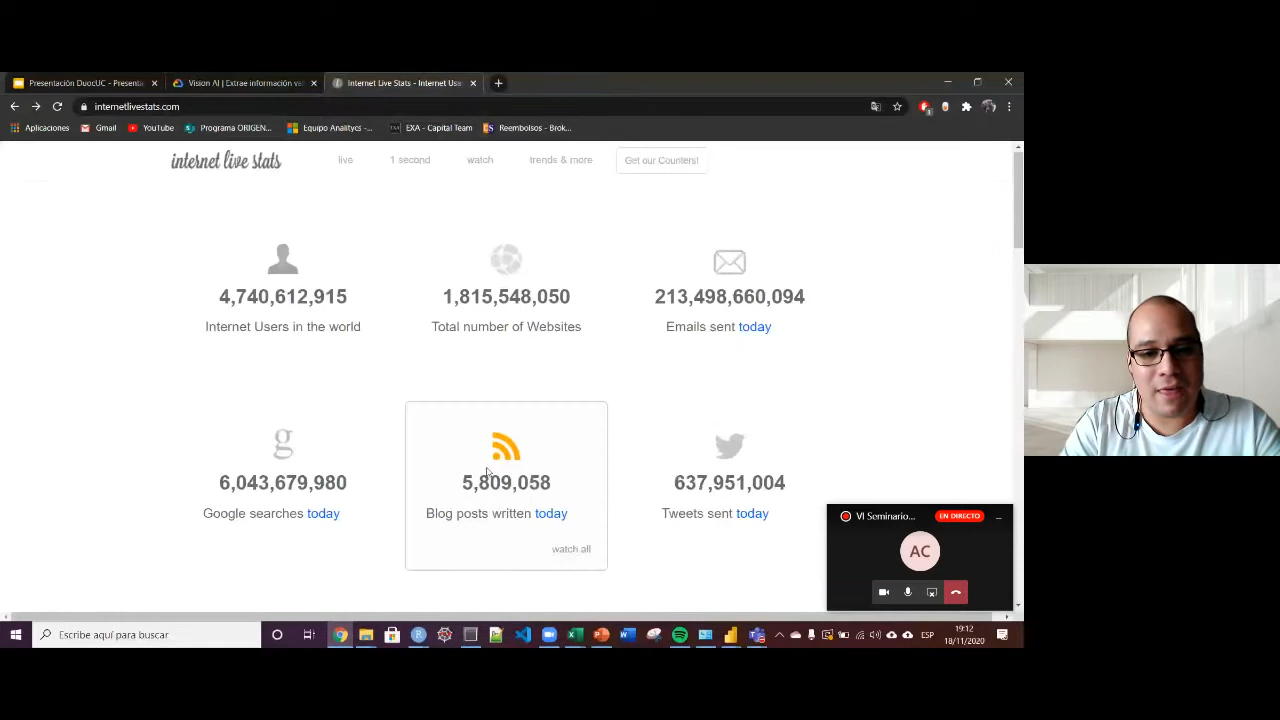 Presentación DuocUC - Presenta
Vision AI | Extrae información va
Internet Live Stats - Internet Use
internetlivestats.com
Aplicaciones
Gmail
YouTube
Programa ORIGEN...
Equipo Analitycs -...
EXA - Capital Team
Reembolsos - Brok...
internet live stats
live
1 second
watch
trends & more
Get our Counters!
4,740,612,915
1,815,548,050
213,498,660,094
Internet Users in the world
Total number of Websites
Emails sent today
g
6,043,679,980
5,809,058
637,951,004
Google searches today
Blog posts written today
Tweets sent today
watch all
VI Seminario...
EN DIRECTO
AC
Escribe aquí para buscar
ESP
19:12
18/11/2020